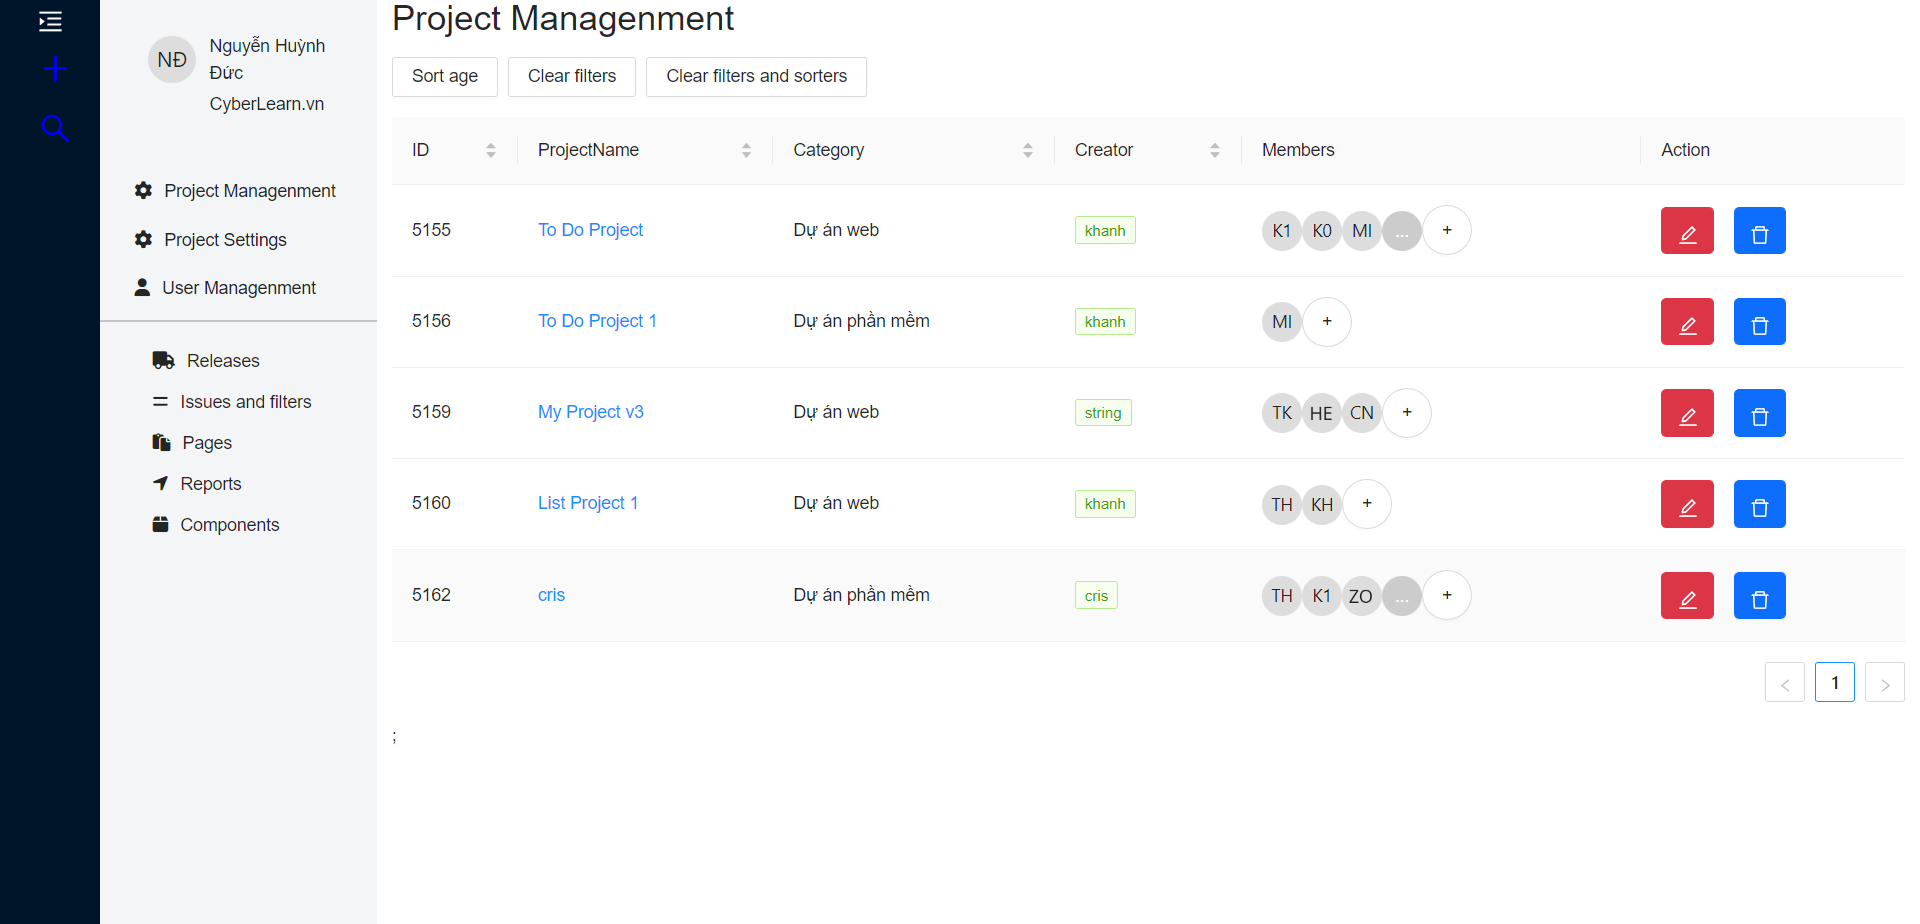 NĐ
Nguyễn Huỳnh
Đức
CyberLearn.vn
Project Managenment
Project Settings
User Managenment
Releases
Issues and filters
Pages
Reports
Components
Project Managenment
Sort age Clear filters Clear filters and sorters
ID ProjectName Category Creator Members Action
5155 To Do Project Dự án web khanh K1 K0 MI ... +
5156 To Do Project 1 Dự án phần mềm khanh MI +
5159 My Project v3 Dự án web string TK HE CN +
5160 List Project 1 Dự án web khanh TH KH +
5162 cris Dự án phần mềm cris TH K1 ZO ... +
< 1 >
;